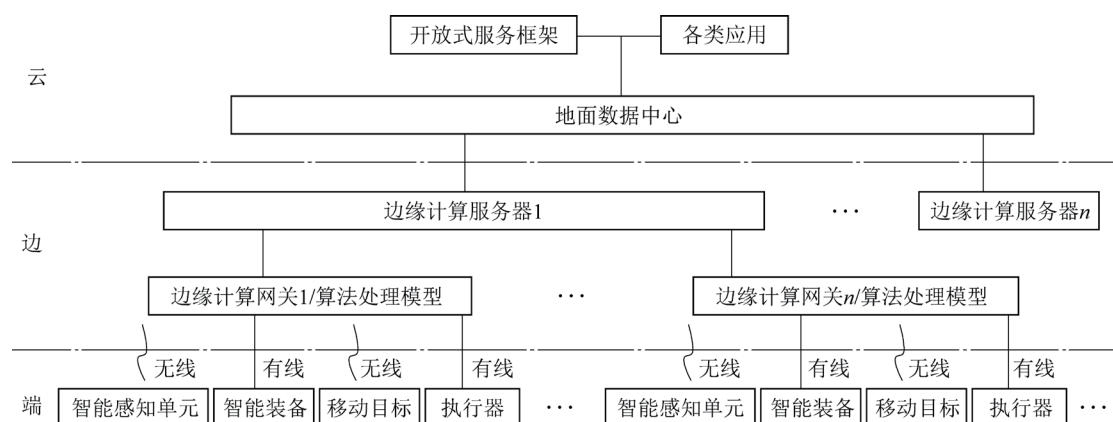 开放式服务框架 各类应用
云
地面数据中心
边缘计算服务器1 … 边缘计算服务器n
边
边缘计算网关1/算法处理模型 … 边缘计算网关n/算法处理模型
无线 有线 无线 有线 无线 有线 无线 有线
端 智能感知单元 智能装备 移动目标 执行器 … 智能感知单元 智能装备 移动目标 执行器 …